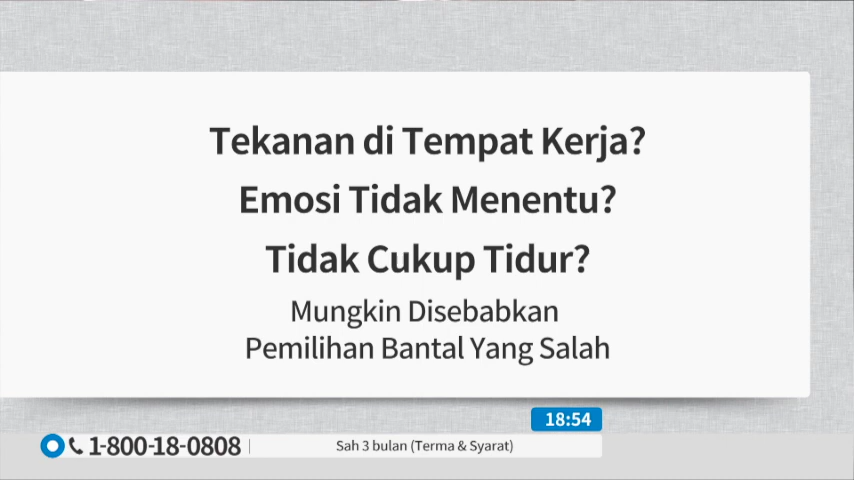 Tekanan di Tempat Kerja?
Emosi Tidak Menentu?
Tidak Cukup Tidur?
Mungkin Disebabkan
Pemilihan Bantal Yang Salah
18:54
1-800-18-0808
Sah 3 bulan (Terma & Syarat)